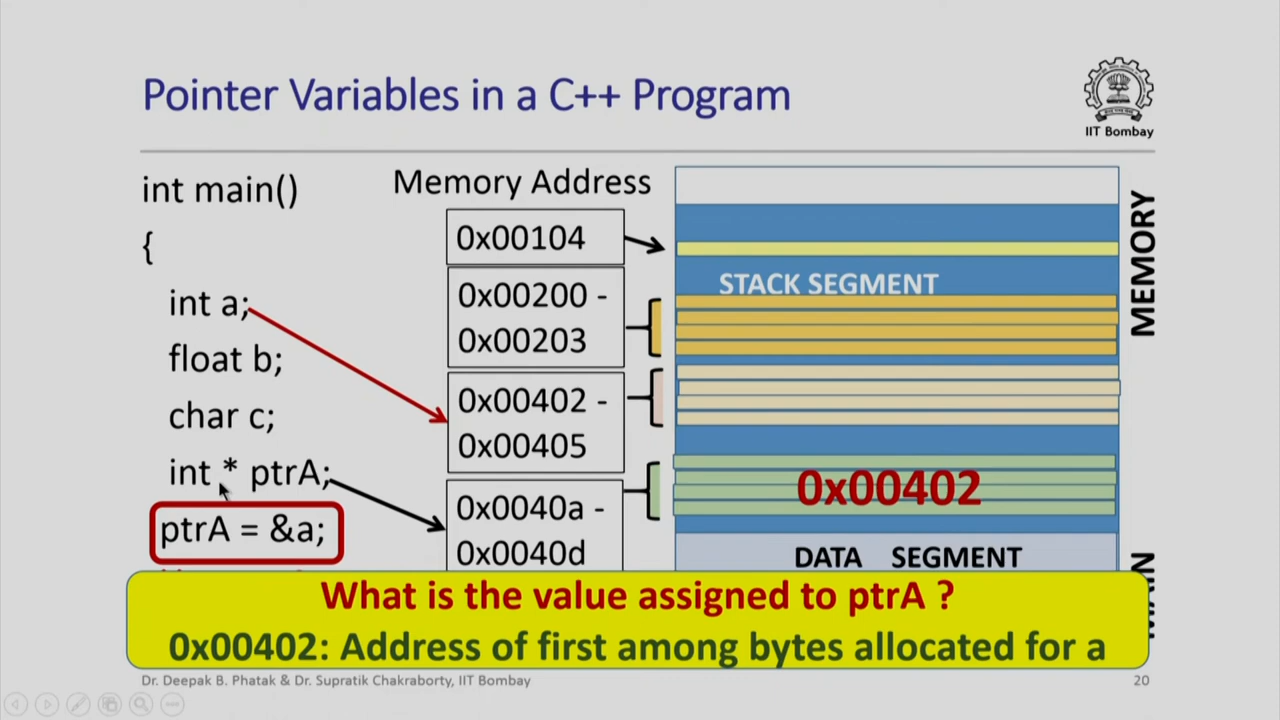 Pointer Variables in a C++ Program
IIT Bombay
int main()
{
int a;
float b;
char c;
int * ptrA;
ptrA = &a;
Memory Address
0x00104
0x00200 -
0x00203
0x00402 -
0x00405
0x0040a -
0x0040d
STACK SEGMENT
0x00402
DATA SEGMENT
MEMORY
MAIN
What is the value assigned to ptrA ?
0x00402: Address of first among bytes allocated for a
Dr. Deepak B. Phatak & Dr. Supratik Chakraborty, IIT Bombay
20